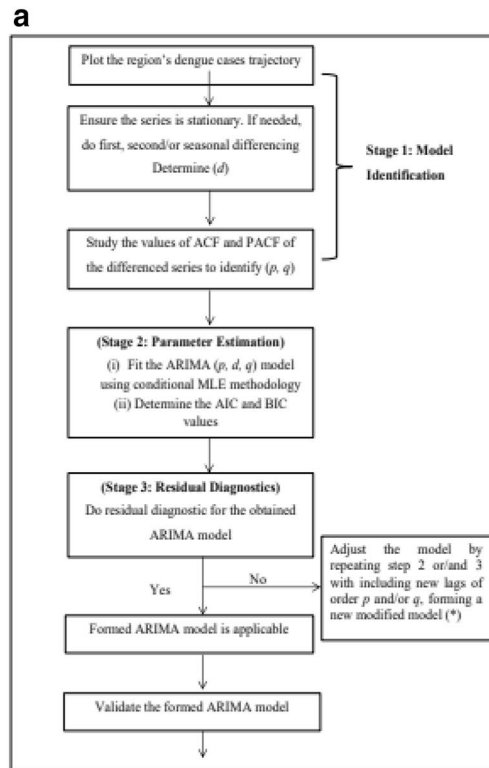 a
Plot the region's dengue cases trajectory
Ensure the series is stationary. If needed,
do first, second/or seasonal differencing
Determine (d)
Stage 1: Model
Identification
Study the values of ACF and PACF of
the differenced series to identify (p, q)
(Stage 2: Parameter Estimation)
(i) Fit the ARIMA (p, d, q) model
using conditional MLE methodology
(ii) Determine the AIC and BIC
values
(Stage 3: Residual Diagnostics)
Do residual diagnostic for the obtained
ARIMA model
Yes
No
Adjust the model by
repeating step 2 or/and 3
with including new lags of
order p and/or q, forming a
new modified model (*)
Formed ARIMA model is applicable
Validate the formed ARIMA model